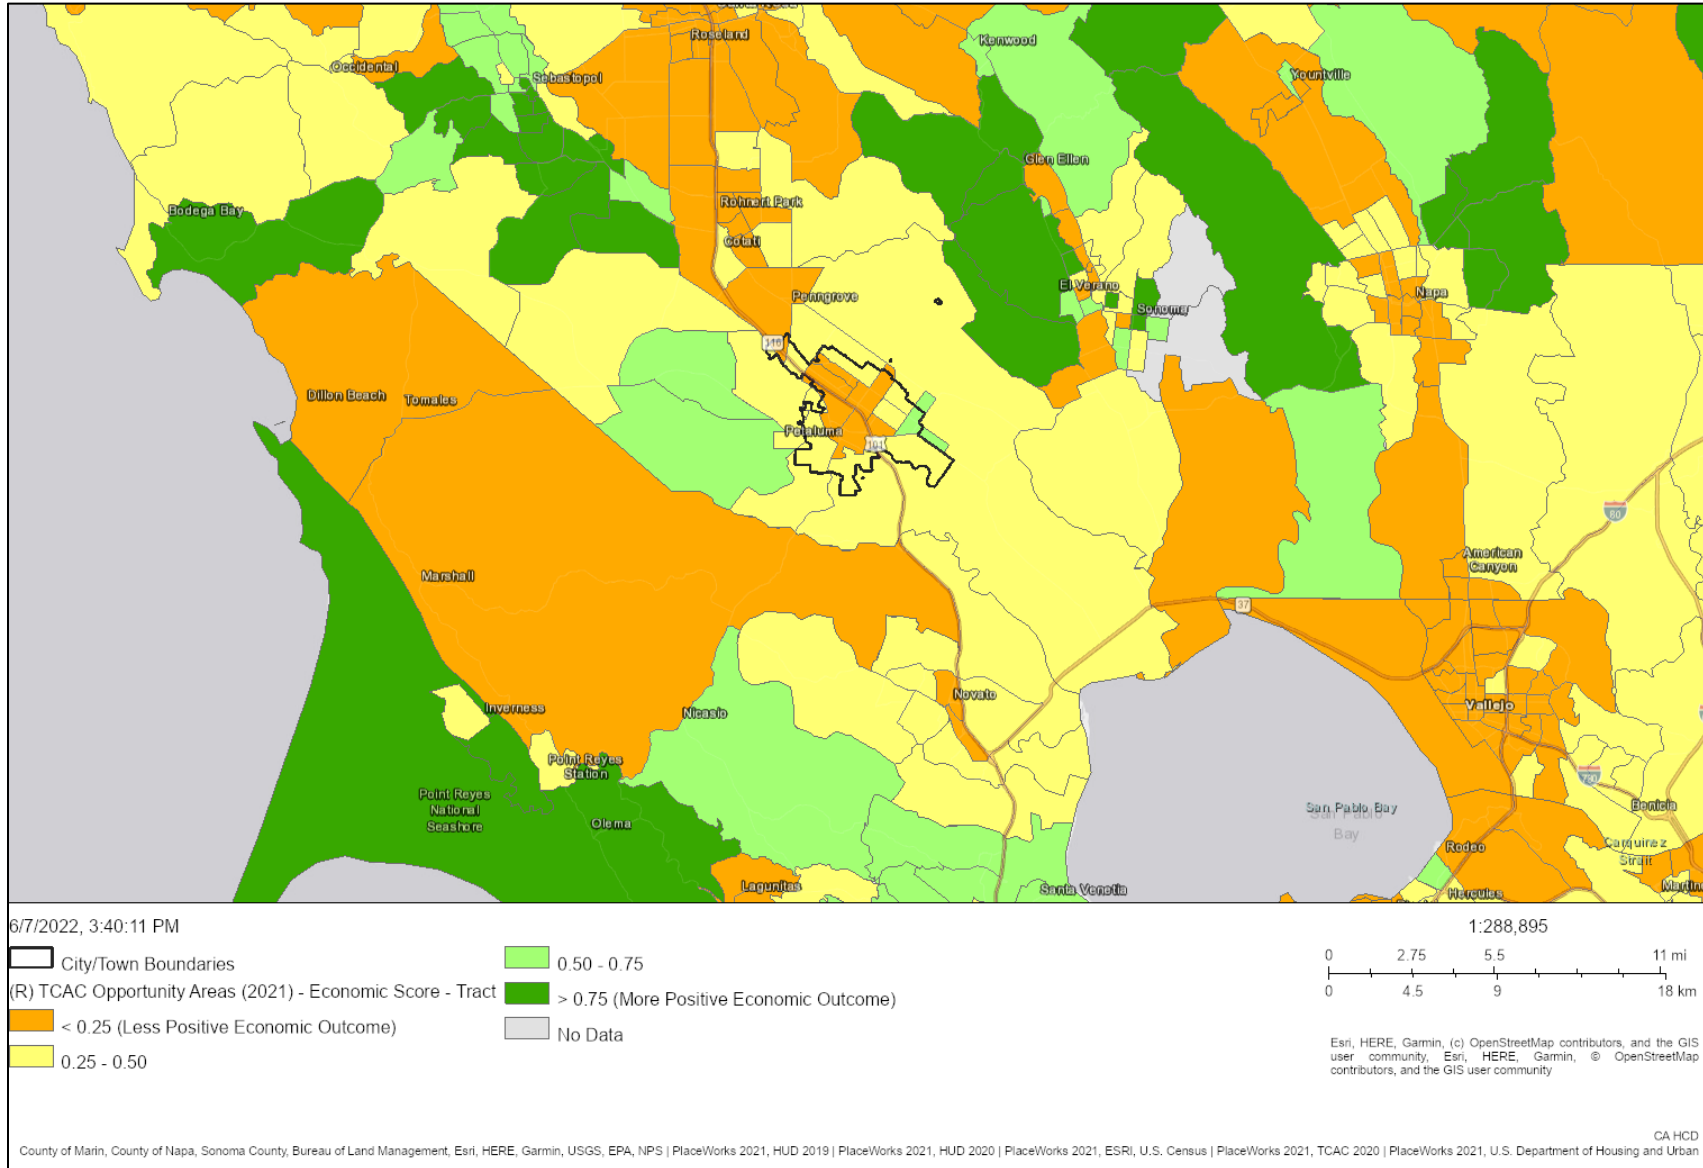 Roseland
Kenwood
Occidental
Sebastopol
Yountville
Glen Ellen
Bodega Bay
Rohnert Park
Cotati
El Verano
Sonoma
Napa
Penngrove
116
Dillon Beach
Tomales
Petaluma
101
80
American
Canyon
Marshall
37
Novato
Vallejo
Inverness
Nicasio
Point Reyes
Station
780
Point Reyes
National
Seashore
Olema
San Pablo Bay
San Pablo
Bay
Benicia
Carquinez
Strait
Rodeo
Lagunitas
Santa Venetia
Hercules
Martine
6/7/2022, 3:40:11 PM
City/Town Boundaries
(R) TCAC Opportunity Areas (2021) - Economic Score - Tract
< 0.25 (Less Positive Economic Outcome)
0.25 - 0.50
0.50 - 0.75
> 0.75 (More Positive Economic Outcome)
No Data
1:288,895
0 2.75 5.5 11 mi
0 4.5 9 18 km
Esri, HERE, Garmin, (c) OpenStreetMap contributors, and the GIS
user community, Esri, HERE, Garmin, © OpenStreetMap
contributors, and the GIS user community
CA HCD
County of Marin, County of Napa, Sonoma County, Bureau of Land Management, Esri, HERE, Garmin, USGS, EPA, NPS | PlaceWorks 2021, HUD 2019 | PlaceWorks 2021, HUD 2020 | PlaceWorks 2021, ESRI, U.S. Census | PlaceWorks 2021, TCAC 2020 | PlaceWorks 2021, U.S. Department of Housing and Urban